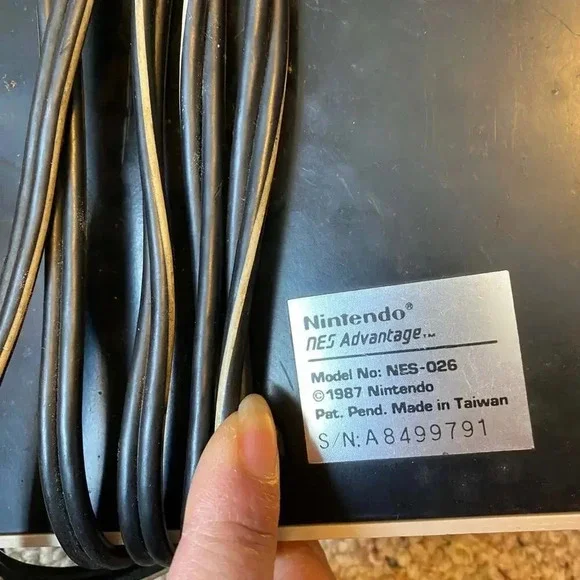 Nintendo®
NES Advantage™
Model No: NES-026
©1987 Nintendo
Pat. Pend. Made in Taiwan
S/N: A8499791